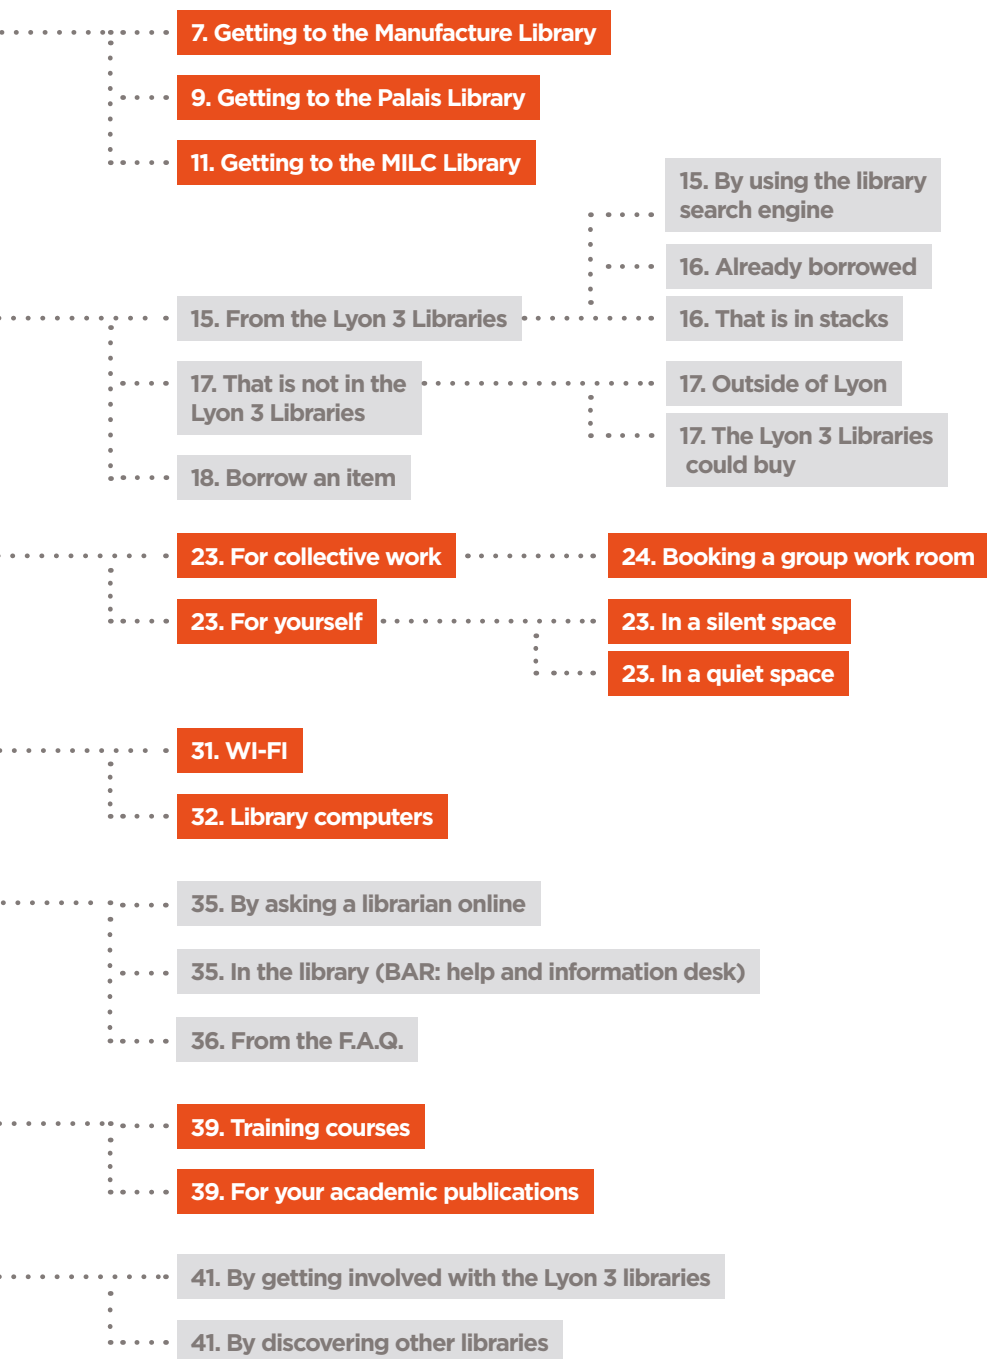 7. Getting to the Manufacture Library
9. Getting to the Palais Library
11. Getting to the MILC Library
15. From the Lyon 3 Libraries
15. By using the library
search engine
16. Already borrowed
16. That is in stacks
17. That is not in the
Lyon 3 Libraries
17. Outside of Lyon
17. The Lyon 3 Libraries
could buy
18. Borrow an item
23. For collective work
24. Booking a group work room
23. For yourself
23. In a silent space
23. In a quiet space
31. WI-FI
32. Library computers
35. By asking a librarian online
35. In the library (BAR: help and information desk)
36. From the F.A.Q.
39. Training courses
39. For your academic publications
41. By getting involved with the Lyon 3 libraries
41. By discovering other libraries